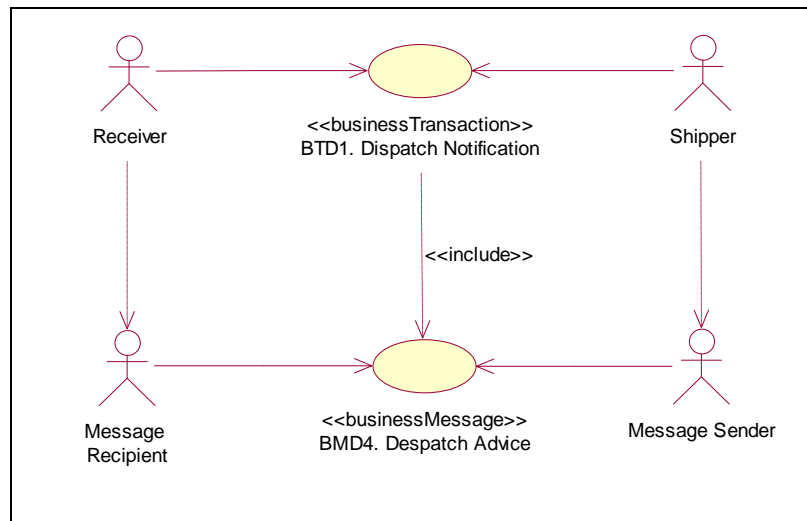 Receiver
<<businessTransaction>>
BTD1. Dispatch Notification
Shipper
<<include>>
Message
Recipient
<<businessMessage>>
BMD4. Despatch Advice
Message Sender